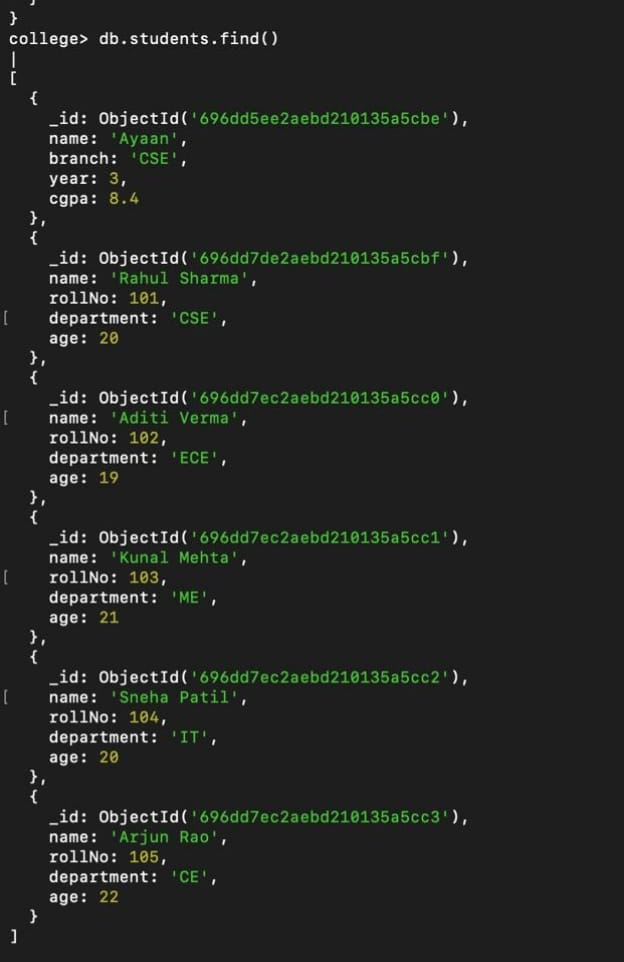 }
}
college> db.students.find()
|
[
  {
    _id: ObjectId('696dd5ee2aebd210135a5cbe'),
    name: 'Ayaan',
    branch: 'CSE',
    year: 3,
    cgpa: 8.4
  },
  {
    _id: ObjectId('696dd7de2aebd210135a5cbf'),
    name: 'Rahul Sharma',
    rollNo: 101,
[    department: 'CSE',
    age: 20
  },
  {
    _id: ObjectId('696dd7ec2aebd210135a5cc0'),
[    name: 'Aditi Verma',
    rollNo: 102,
    department: 'ECE',
    age: 19
  },
  {
    _id: ObjectId('696dd7ec2aebd210135a5cc1'),
    name: 'Kunal Mehta',
[    rollNo: 103,
    department: 'ME',
    age: 21
  },
  {
    _id: ObjectId('696dd7ec2aebd210135a5cc2'),
[    name: 'Sneha Patil',
    rollNo: 104,
    department: 'IT',
    age: 20
  },
  {
    _id: ObjectId('696dd7ec2aebd210135a5cc3'),
    name: 'Arjun Rao',
    rollNo: 105,
    department: 'CE',
    age: 22
  }
]